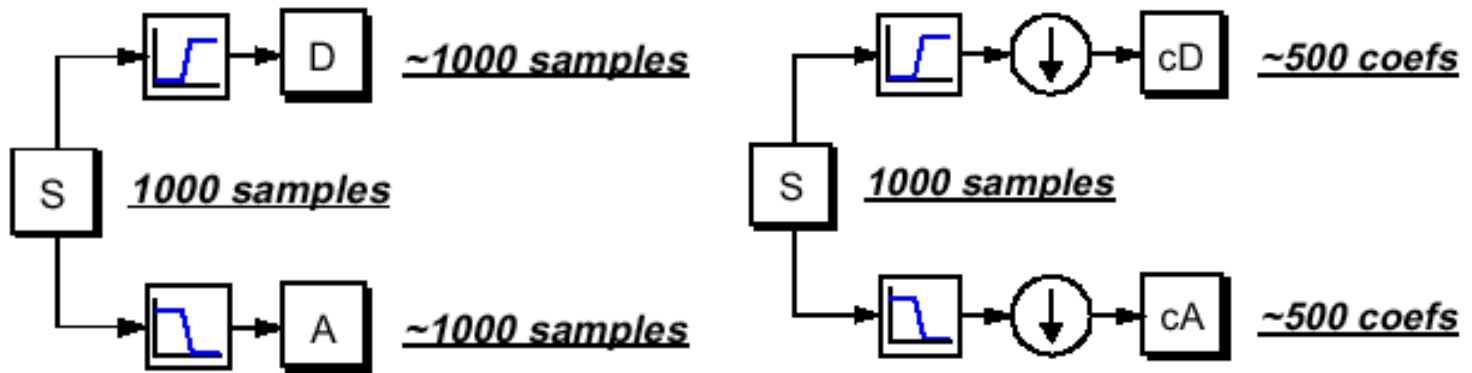 D ~1000 samples
S 1000 samples
A ~1000 samples
cD ~500 coefs
S 1000 samples
cA ~500 coefs